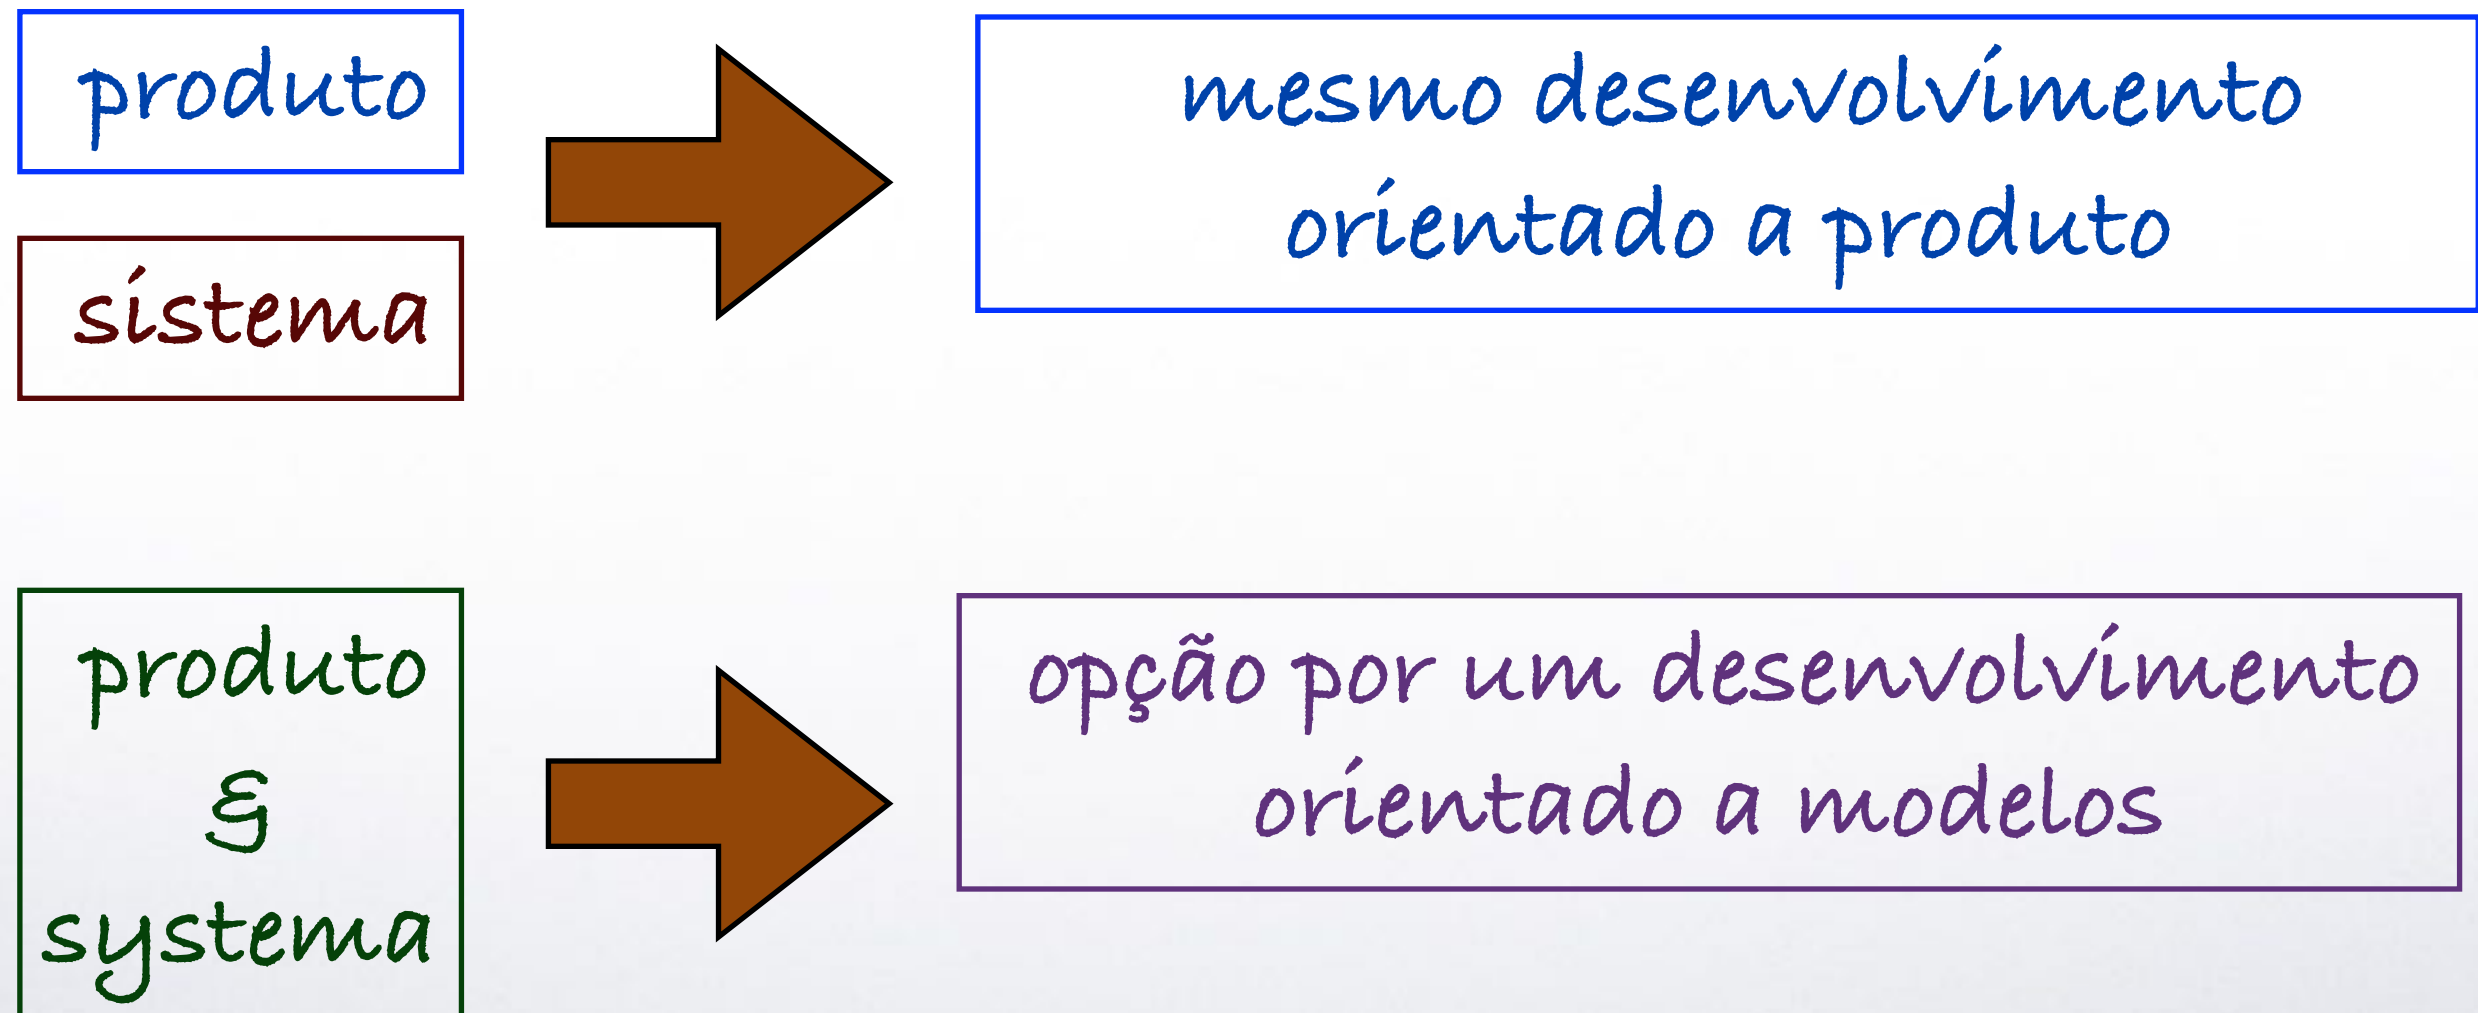 produto
sistema
mesmo desenvolvimento
orientado a produto
produto
&
systema
opção por um desenvolvimento
orientado a modelos